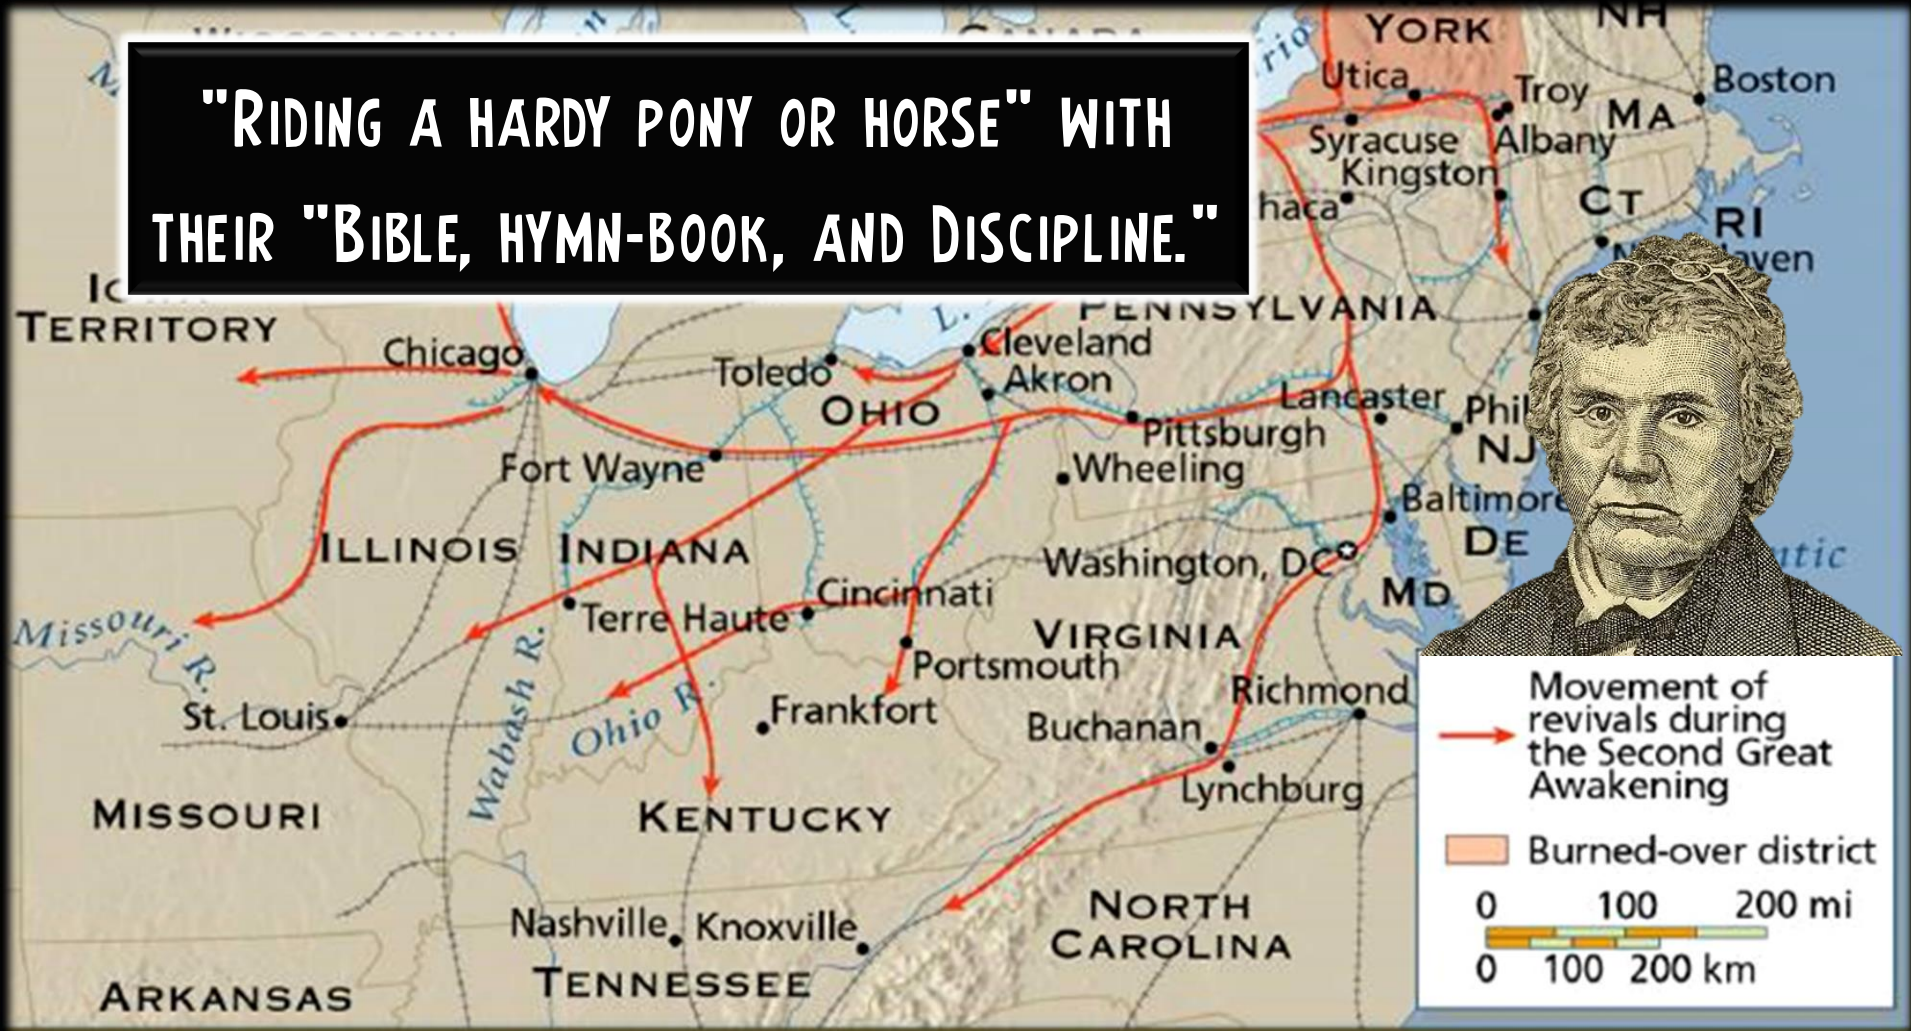 "RIDING A HARDY PONY OR HORSE" WITH
THEIR "BIBLE, HYMN-BOOK, AND DISCIPLINE."
YORK
NH
Utica
Troy
Boston
MA
Syracuse
Albany
Kingston
CT
RI
haca
aven
TERRITORY
PENNSYLVANIA
L.
Chicago
Cleveland
Toledo
Akron
OHIO
Lancaster
Phil
Pittsburgh
NJ
Fort Wayne
Wheeling
Baltimore
ILLINOIS
INDIANA
DE
Washington, DC
ntic
Cincinnati
MD
Terre Haute
Missouri R.
VIRGINIA
Portsmouth
Wabash R.
Ohio R.
Richmond
St. Louis
Frankfort
Buchanan
Lynchburg
MISSOURI
KENTUCKY
Nashville
Knoxville
NORTH
CAROLINA
TENNESSEE
ARKANSAS
Movement of
revivals during
the Second Great
Awakening
Burned-over district
0 100 200 mi
0 100 200 km